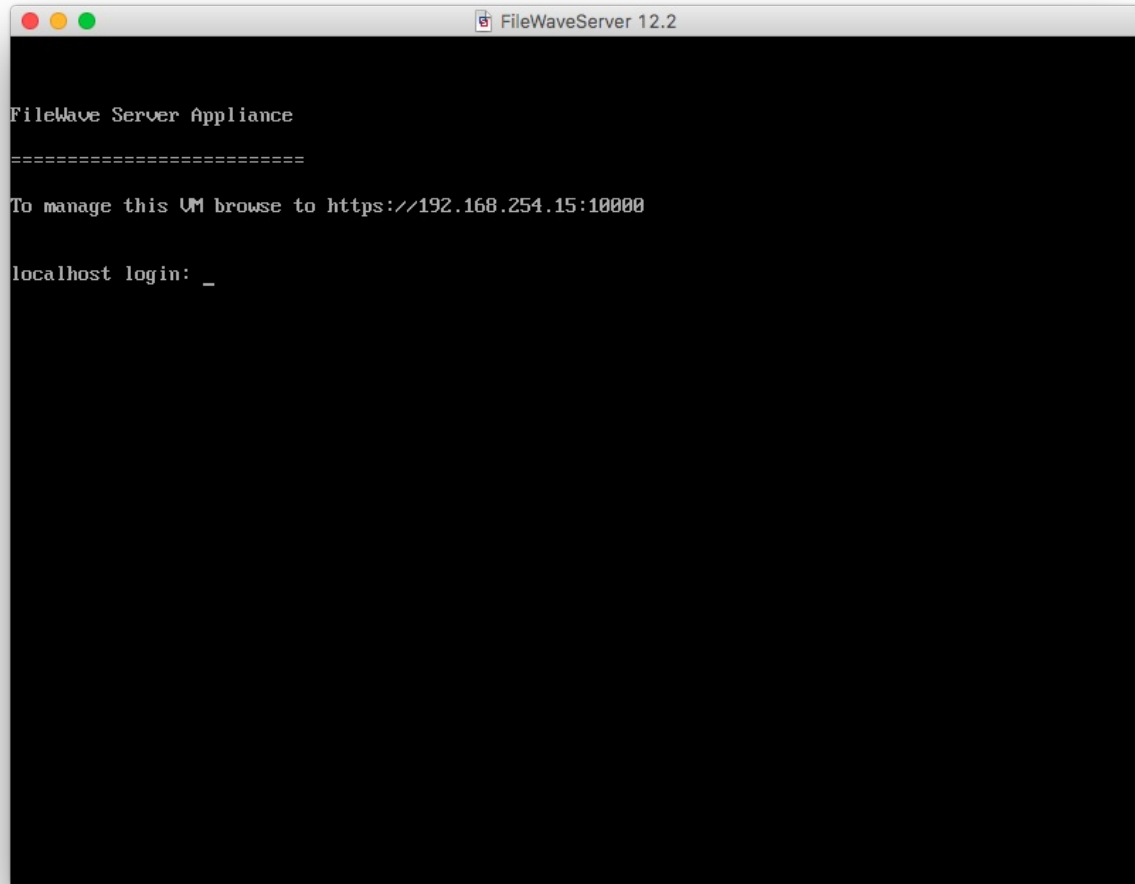 FileWaveServer 12.2
FileWave Server Appliance
==========================
To manage this VM browse to https://192.168.254.15:10000
localhost login: _